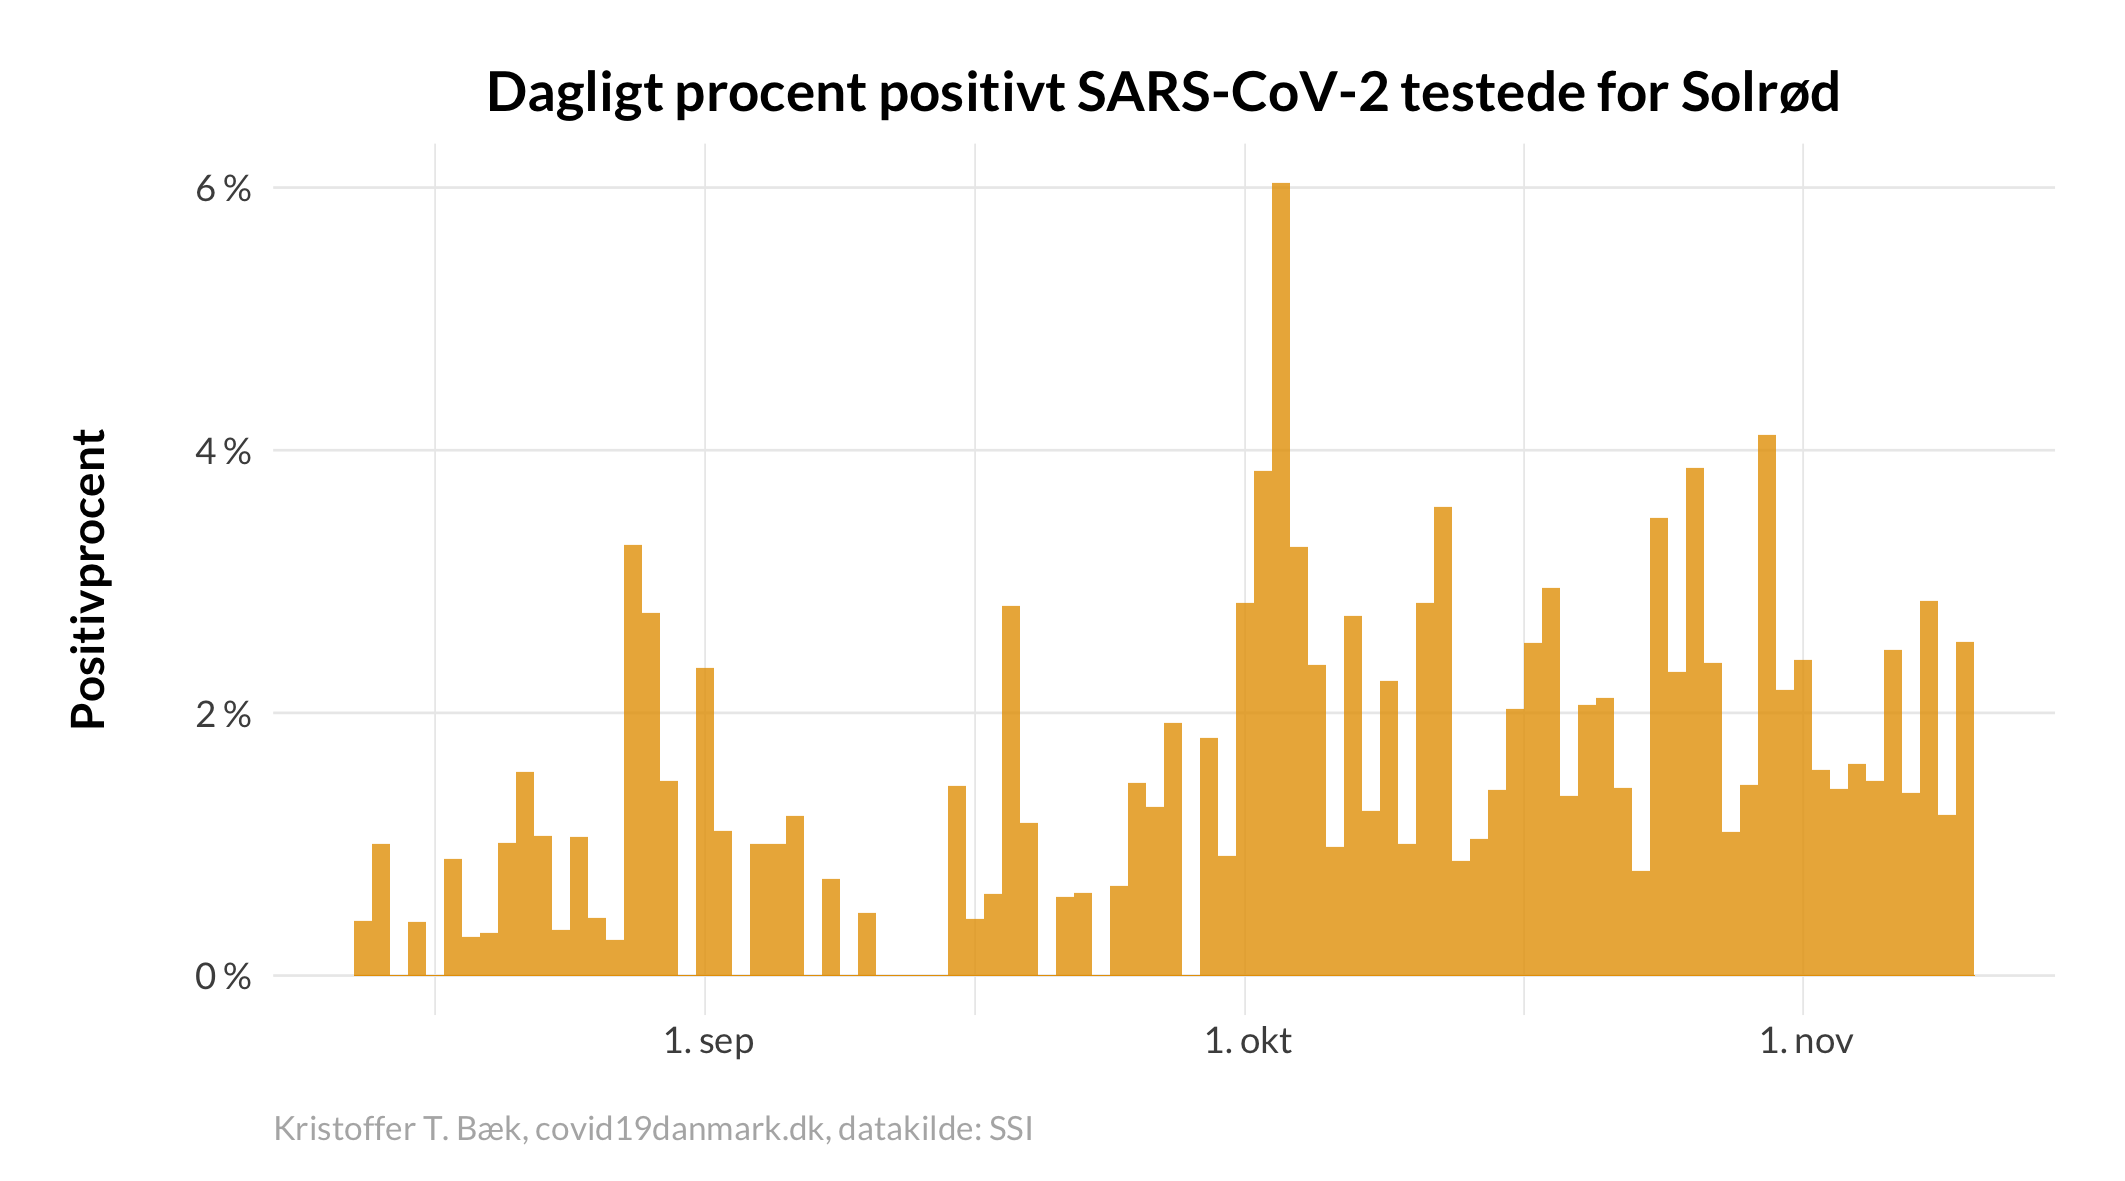 Dagligt procent positivt SARS-CoV-2 testede for Solrød
Positivprocent
6 %
4 %
2 %
0 %
1. sep
1. okt
1. nov
Kristoffer T. Bæk, covid19danmark.dk, datakilde: SSI